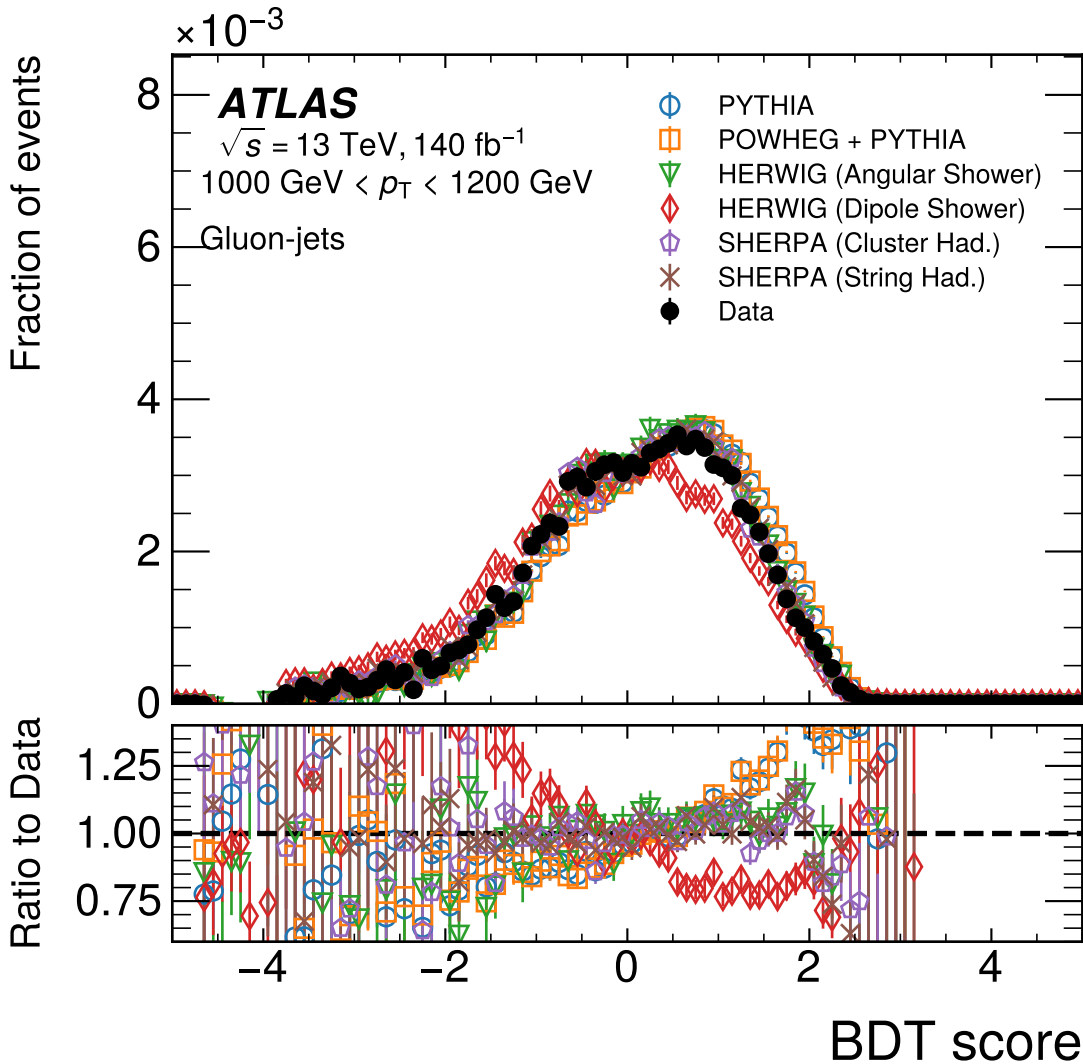 ×10⁻³
Fraction of events
8
6
4
2
0
ATLAS
√s = 13 TeV, 140 fb⁻¹
1000 GeV < pT < 1200 GeV
Gluon-jets
PYTHIA
POWHEG + PYTHIA
HERWIG (Angular Shower)
HERWIG (Dipole Shower)
SHERPA (Cluster Had.)
SHERPA (String Had.)
Data
Ratio to Data
1.25
1.00
0.75
−4 −2 0 2 4
BDT score